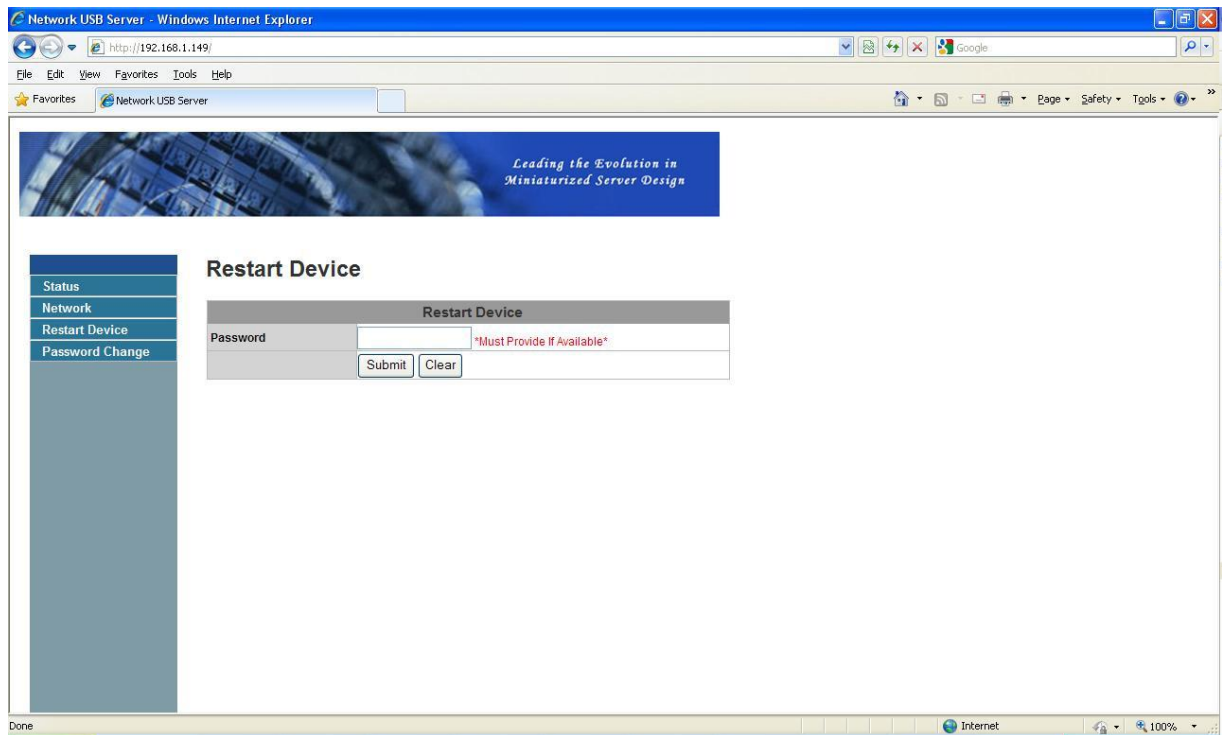 Network USB Server - Windows Internet Explorer
http://192.168.1.149/
Google
File Edit View Favorites Tools Help
Favorites Network USB Server Page Safety Tools
Leading the Evolution in
Miniaturized Server Design
Restart Device
Status
Network
Restart Device
Password Change
Restart Device
Password *Must Provide If Available*
Submit Clear
Done Internet 100%